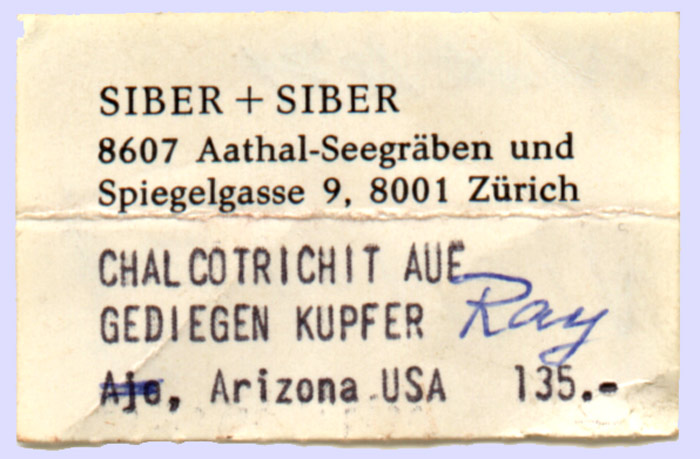 SIBER + SIBER
8607 Aathal-Seegräben und
Spiegelgasse 9, 8001 Zürich
CHALCOTRICHIT AUF
GEDIEGEN KUPFER Ray
Ajo, Arizona USA 135.-